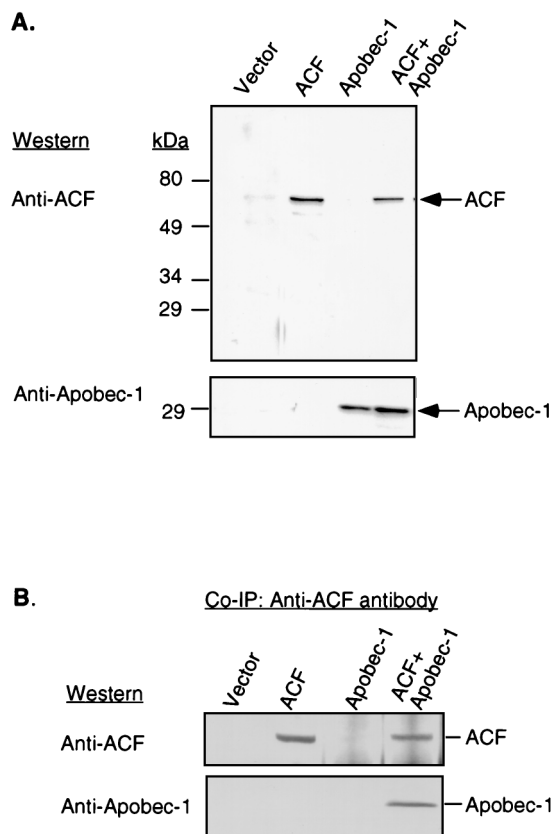 A.
Vector
ACF
Apobec-1
ACF+
Apobec-1
Western
kDa
80
Anti-ACF
ACF
49
34
29
Anti-Apobec-1
29
Apobec-1
B.
Co-IP: Anti-ACF antibody
Vector
ACF
Apobec-1
ACF+
Apobec-1
Western
Anti-ACF
ACF
Anti-Apobec-1
Apobec-1